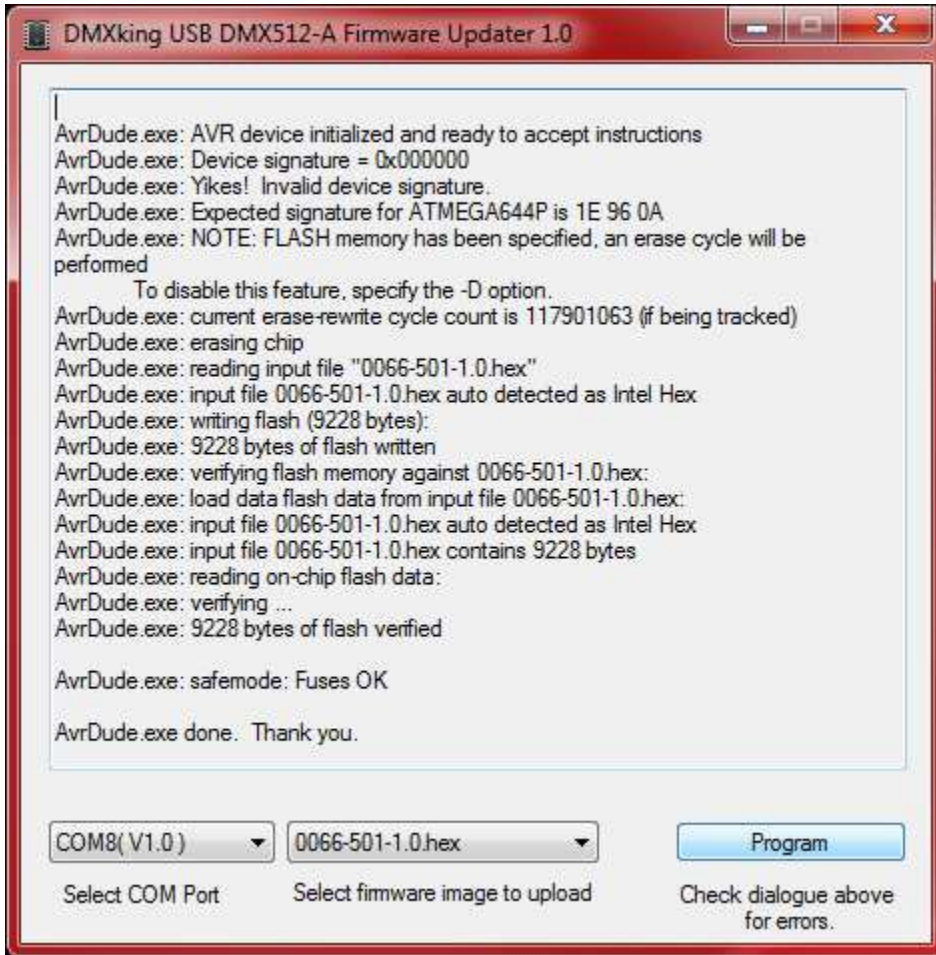 DMXking USB DMX512-A Firmware Updater 1.0
AvrDude.exe: AVR device initialized and ready to accept instructions
AvrDude.exe: Device signature = 0x000000
AvrDude.exe: Yikes!  Invalid device signature.
AvrDude.exe: Expected signature for ATMEGA644P is 1E 96 0A
AvrDude.exe: NOTE: FLASH memory has been specified, an erase cycle will be
performed
To disable this feature, specify the -D option.
AvrDude.exe: current erase-rewrite cycle count is 117901063 (if being tracked)
AvrDude.exe: erasing chip
AvrDude.exe: reading input file "0066-501-1.0.hex"
AvrDude.exe: input file 0066-501-1.0.hex auto detected as Intel Hex
AvrDude.exe: writing flash (9228 bytes):
AvrDude.exe: 9228 bytes of flash written
AvrDude.exe: verifying flash memory against 0066-501-1.0.hex:
AvrDude.exe: load data flash data from input file 0066-501-1.0.hex:
AvrDude.exe: input file 0066-501-1.0.hex auto detected as Intel Hex
AvrDude.exe: input file 0066-501-1.0.hex contains 9228 bytes
AvrDude.exe: reading on-chip flash data:
AvrDude.exe: verifying ...
AvrDude.exe: 9228 bytes of flash verified
AvrDude.exe: safemode: Fuses OK
AvrDude.exe done.  Thank you.
COM8( V1.0 ) 0066-501-1.0.hex Program
Select COM Port Select firmware image to upload Check dialogue above
for errors.